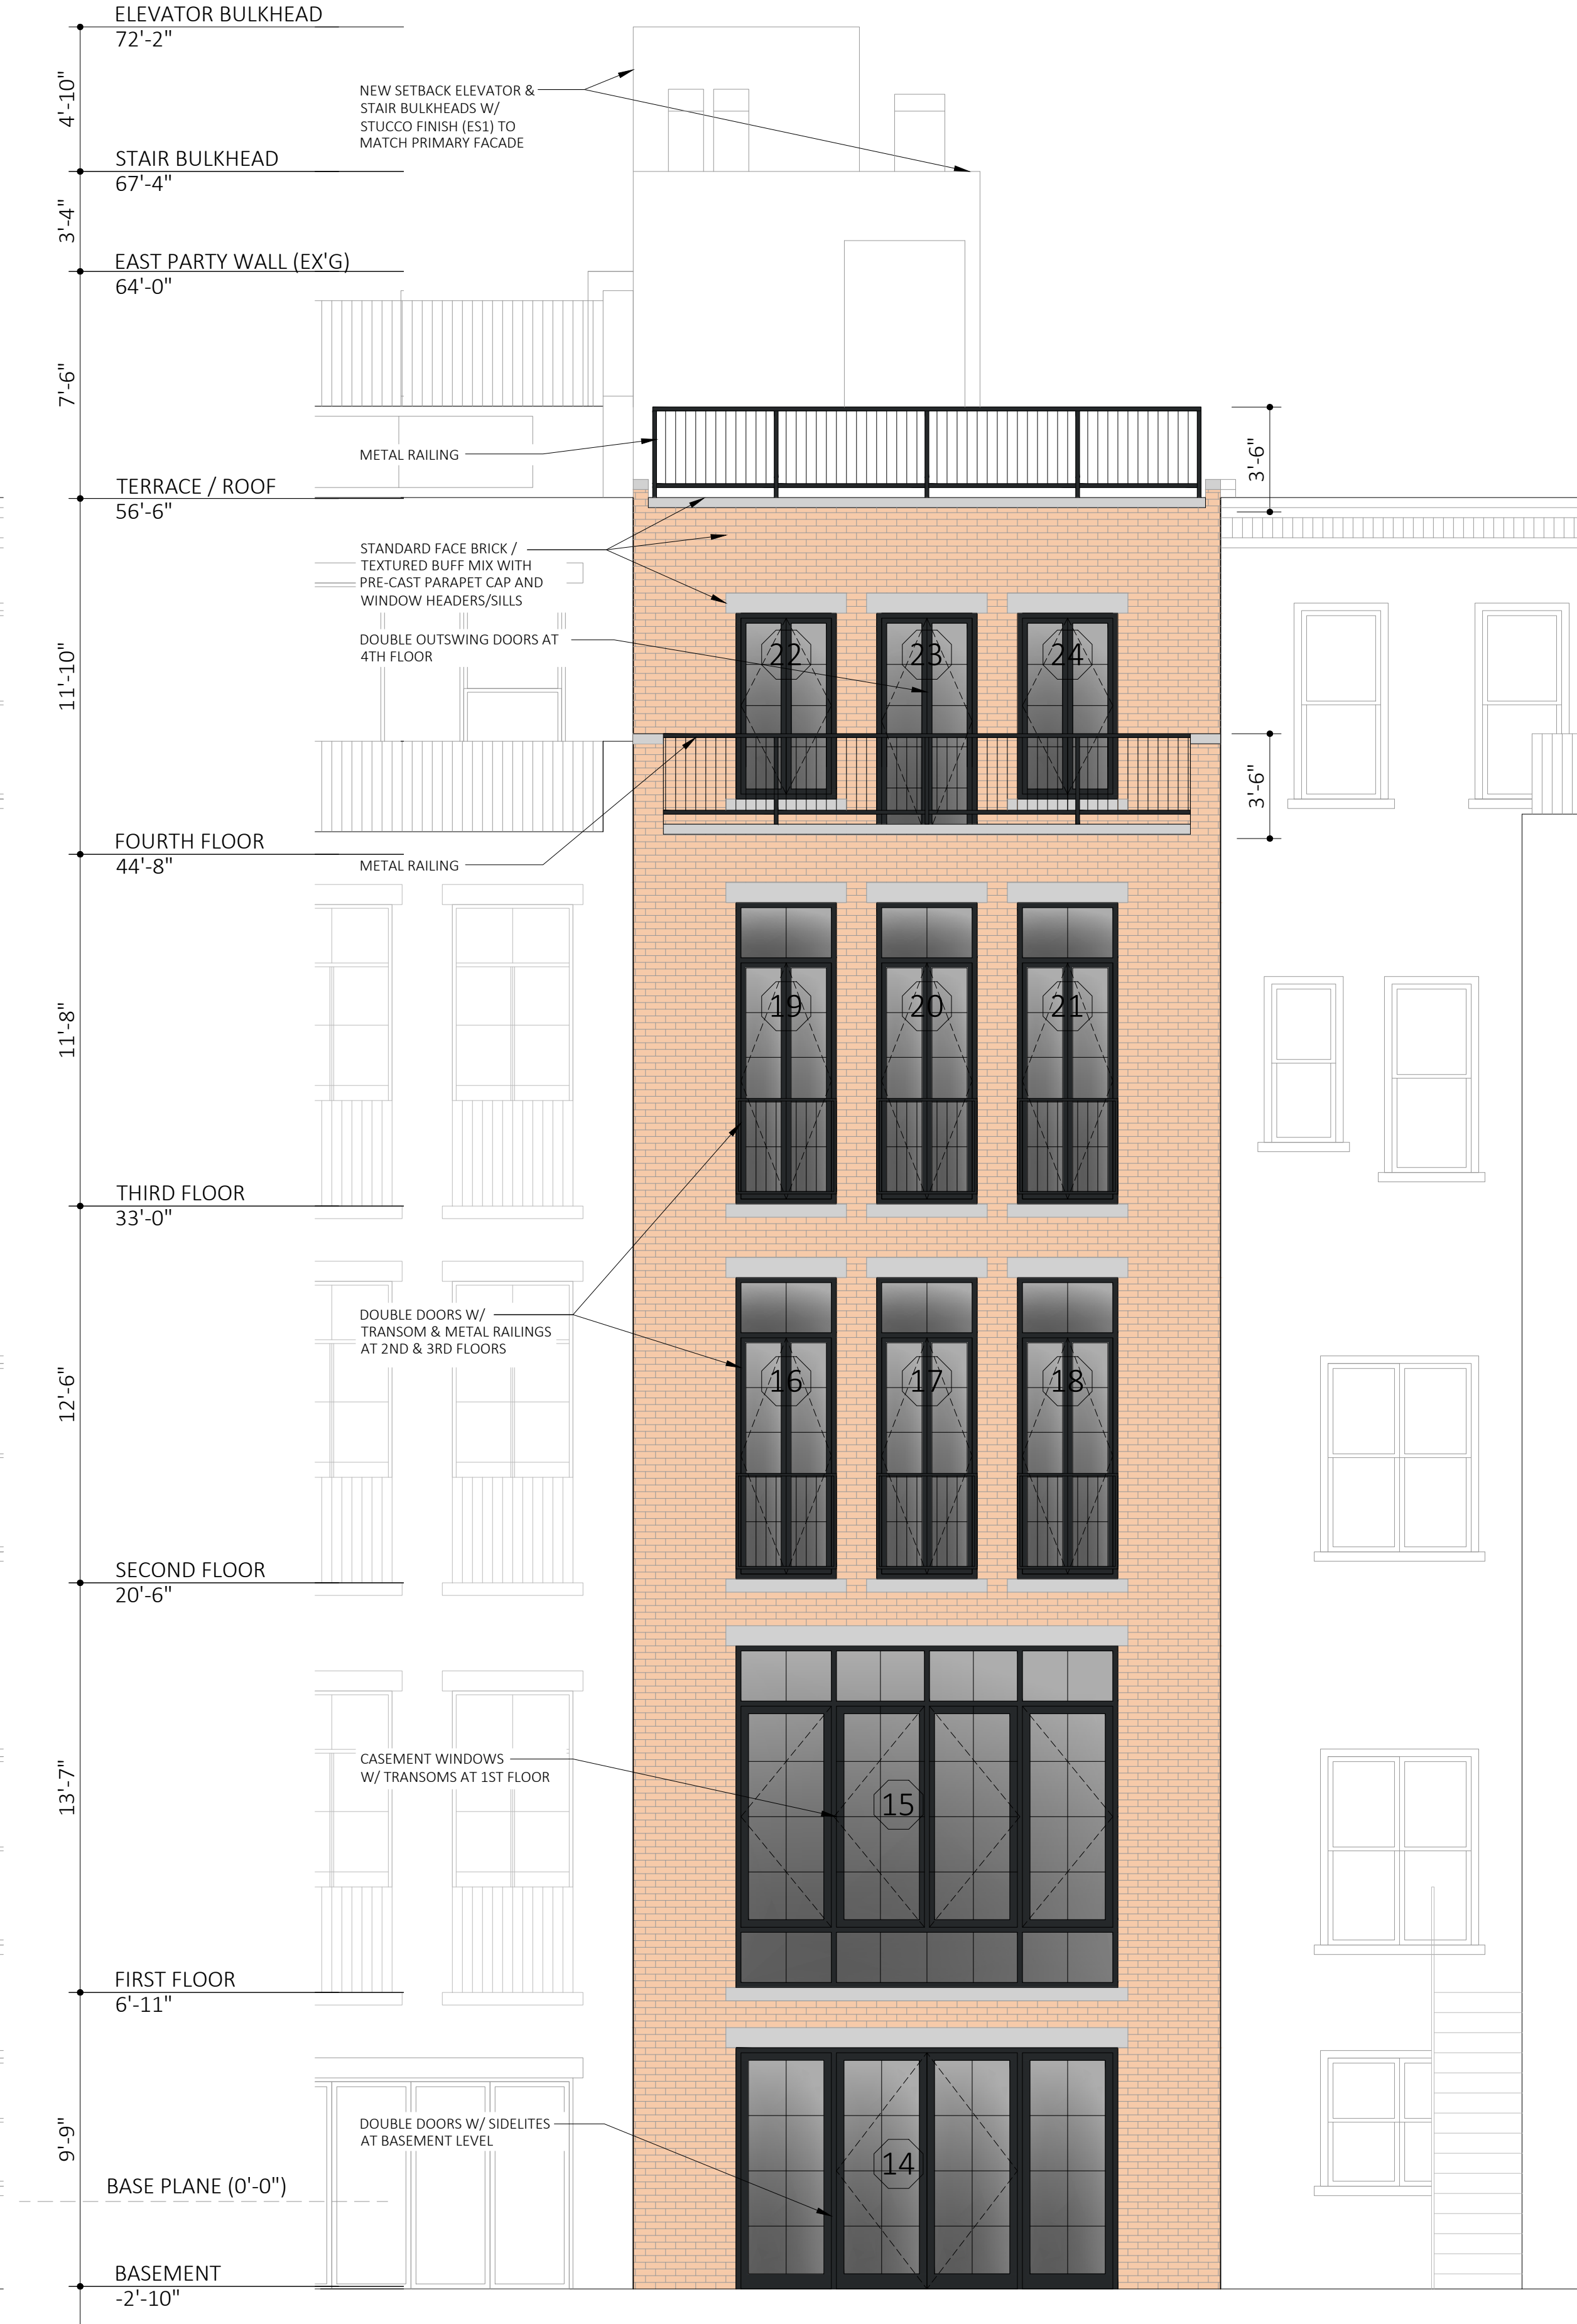 ELEVATOR BULKHEAD
72'-2"
4'-10"
NEW SETBACK ELEVATOR &
STAIR BULKHEADS W/
STUCCO FINISH (ES1) TO
MATCH PRIMARY FACADE
STAIR BULKHEAD
67'-4"
3'-4"
EAST PARTY WALL (EX'G)
64'-0"
7'-6"
METAL RAILING
3'-6"
TERRACE / ROOF
56'-6"
STANDARD FACE BRICK /
TEXTURED BUFF MIX WITH
PRE-CAST PARAPET CAP AND
WINDOW HEADERS/SILLS
DOUBLE OUTSWING DOORS AT
4TH FLOOR
22
23
24
11'-10"
3'-6"
FOURTH FLOOR
44'-8"
METAL RAILING
19
20
21
11'-8"
THIRD FLOOR
33'-0"
DOUBLE DOORS W/
TRANSOM & METAL RAILINGS
AT 2ND & 3RD FLOORS
16
17
18
12'-6"
SECOND FLOOR
20'-6"
CASEMENT WINDOWS
W/ TRANSOMS AT 1ST FLOOR
15
13'-7"
FIRST FLOOR
6'-11"
DOUBLE DOORS W/ SIDELITES
AT BASEMENT LEVEL
14
9'-9"
BASE PLANE (0'-0")
BASEMENT
-2'-10"